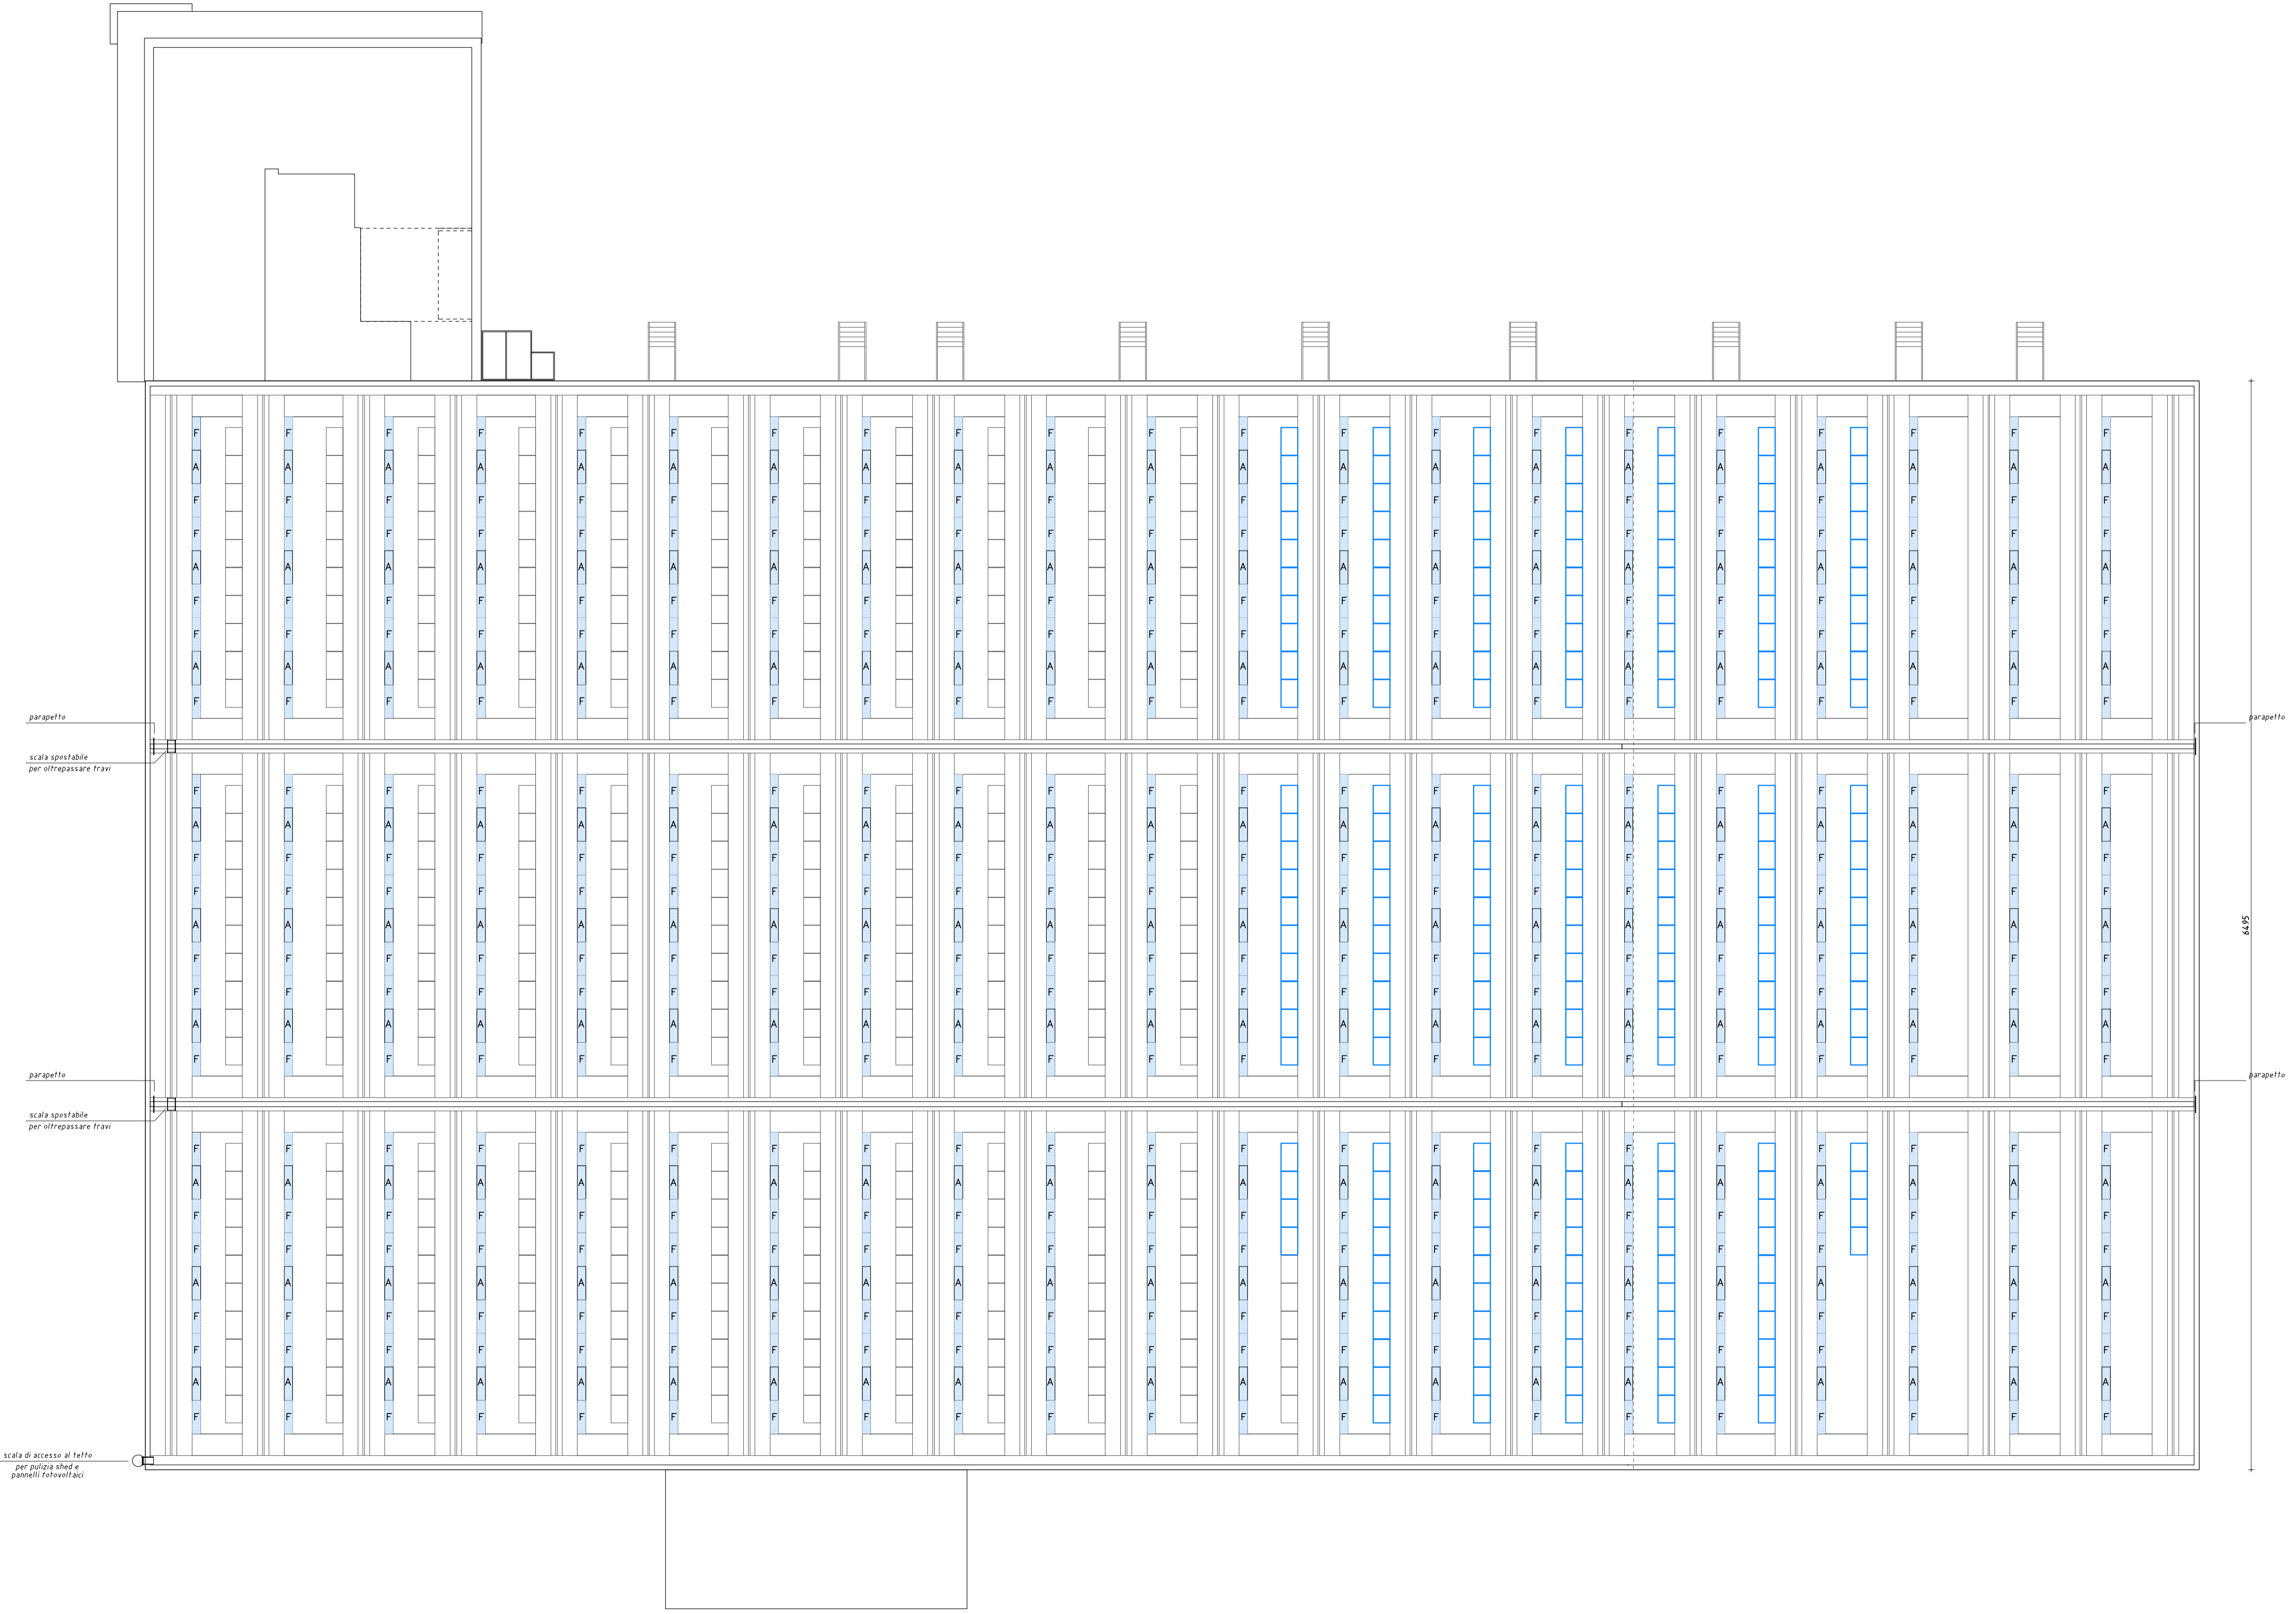 F F F F F F F F F F F F F F F F F F F F F
A A A A A A A A A A A A A A A A A A A A A
F F F F F F F F F F F F F F F F F F F F F
F F F F F F F F F F F F F F F F F F F F F
A A A A A A A A A A A A A A A A A A A A A
F F F F F F F F F F F F F F F F F F F F F
F F F F F F F F F F F F F F F F F F F F F
A A A A A A A A A A A A A A A A A A A A A
F F F F F F F F F F F F F F F F F F F F F
parapetto
parapetto
scala spostabile
per oltrepassare travi
F F F F F F F F F F F F F F F F F F F F F
A A A A A A A A A A A A A A A A A A A A A
F F F F F F F F F F F F F F F F F F F F F
F F F F F F F F F F F F F F F F F F F F F
A A A A A A A A A A A A A A A A A A A A A
6495
F F F F F F F F F F F F F F F F F F F F F
F F F F F F F F F F F F F F F F F F F F F
A A A A A A A A A A A A A A A A A A A A A
F F F F F F F F F F F F F F F F F F F F F
parapetto
parapetto
scala spostabile
per oltrepassare travi
F F F F F F F F F F F F F F F F F F F F F
A A A A A A A A A A A A A A A A A A A A A
F F F F F F F F F F F F F F F F F F F F F
F F F F F F F F F F F F F F F F F F F F F
A A A A A A A A A A A A A A A A A A A A A
F F F F F F F F F F F F F F F F F F F F F
F F F F F F F F F F F F F F F F F F F F F
A A A A A A A A A A A A A A A A A A A A A
F F F F F F F F F F F F F F F F F F F F F
scala di accesso al tetto
per pulizia shed e
pannelli fotovoltaici